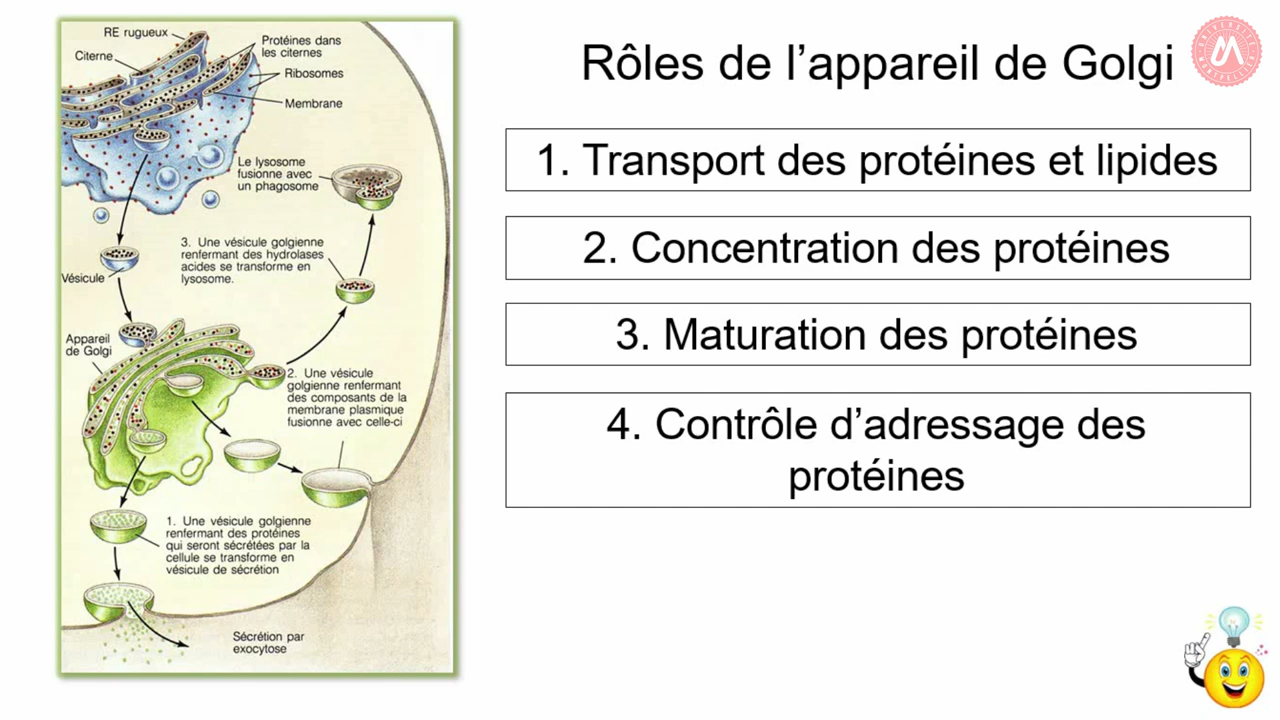 RE rugueux
Citerne
Protéines dans
les citernes
Ribosomes
Membrane
Le lysosome
fusionne avec
un phagosome
3. Une vésicule golgienne
renfermant des hydrolases
acides se transforme en
lysosome.
Vésicule
Appareil
de Golgi
2. Une vésicule
golgienne renfermant
des composants de la
membrane plasmique
fusionne avec celle-ci
1. Une vésicule golgienne
renfermant des protéines
qui seront sécrétées par la
cellule se transforme en
vésicule de sécrétion
Sécrétion par
exocytose
Rôles de l’appareil de Golgi
UNIVERSITÉ
MONTPELLIER
1. Transport des protéines et lipides
2. Concentration des protéines
3. Maturation des protéines
4. Contrôle d’adressage des
protéines